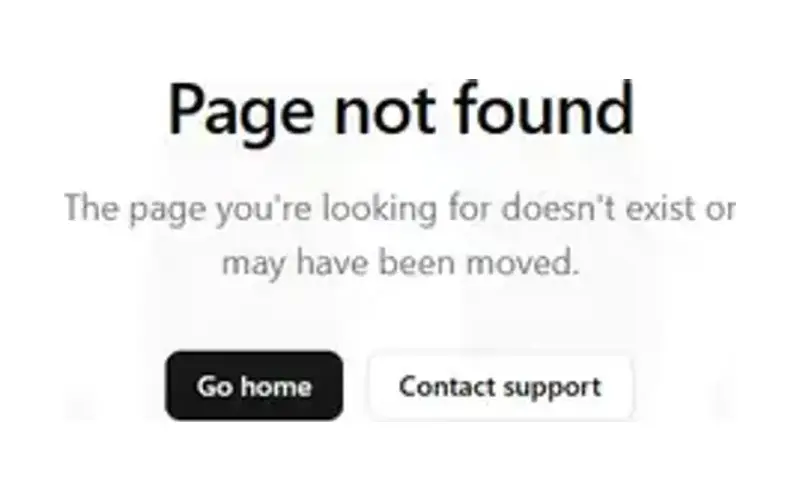 Page not found
The page you're looking for doesn't exist or
may have been moved.
Go home
Contact support